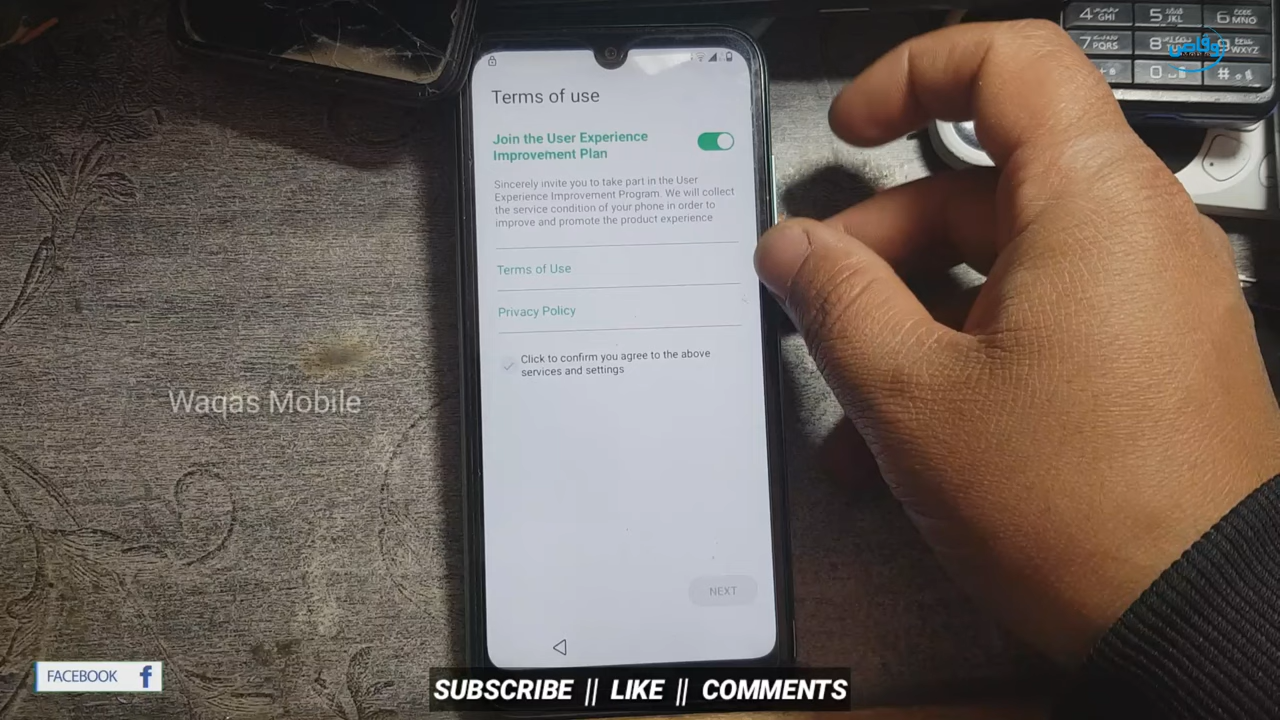 Terms of use
Join the User Experience
Improvement Plan
Sincerely invite you to take part in the User
Experience Improvement Program. We will collect
the service condition of your phone in order to
improve and promote the product experience
Terms of Use
Privacy Policy
Click to confirm you agree to the above
services and settings
NEXT
Waqas Mobile
FACEBOOK f
SUBSCRIBE || LIKE || COMMENTS
وقاص
4 GHI
5 JKL
6 MNO
7 PQRS
8
9 WXYZ
0
#